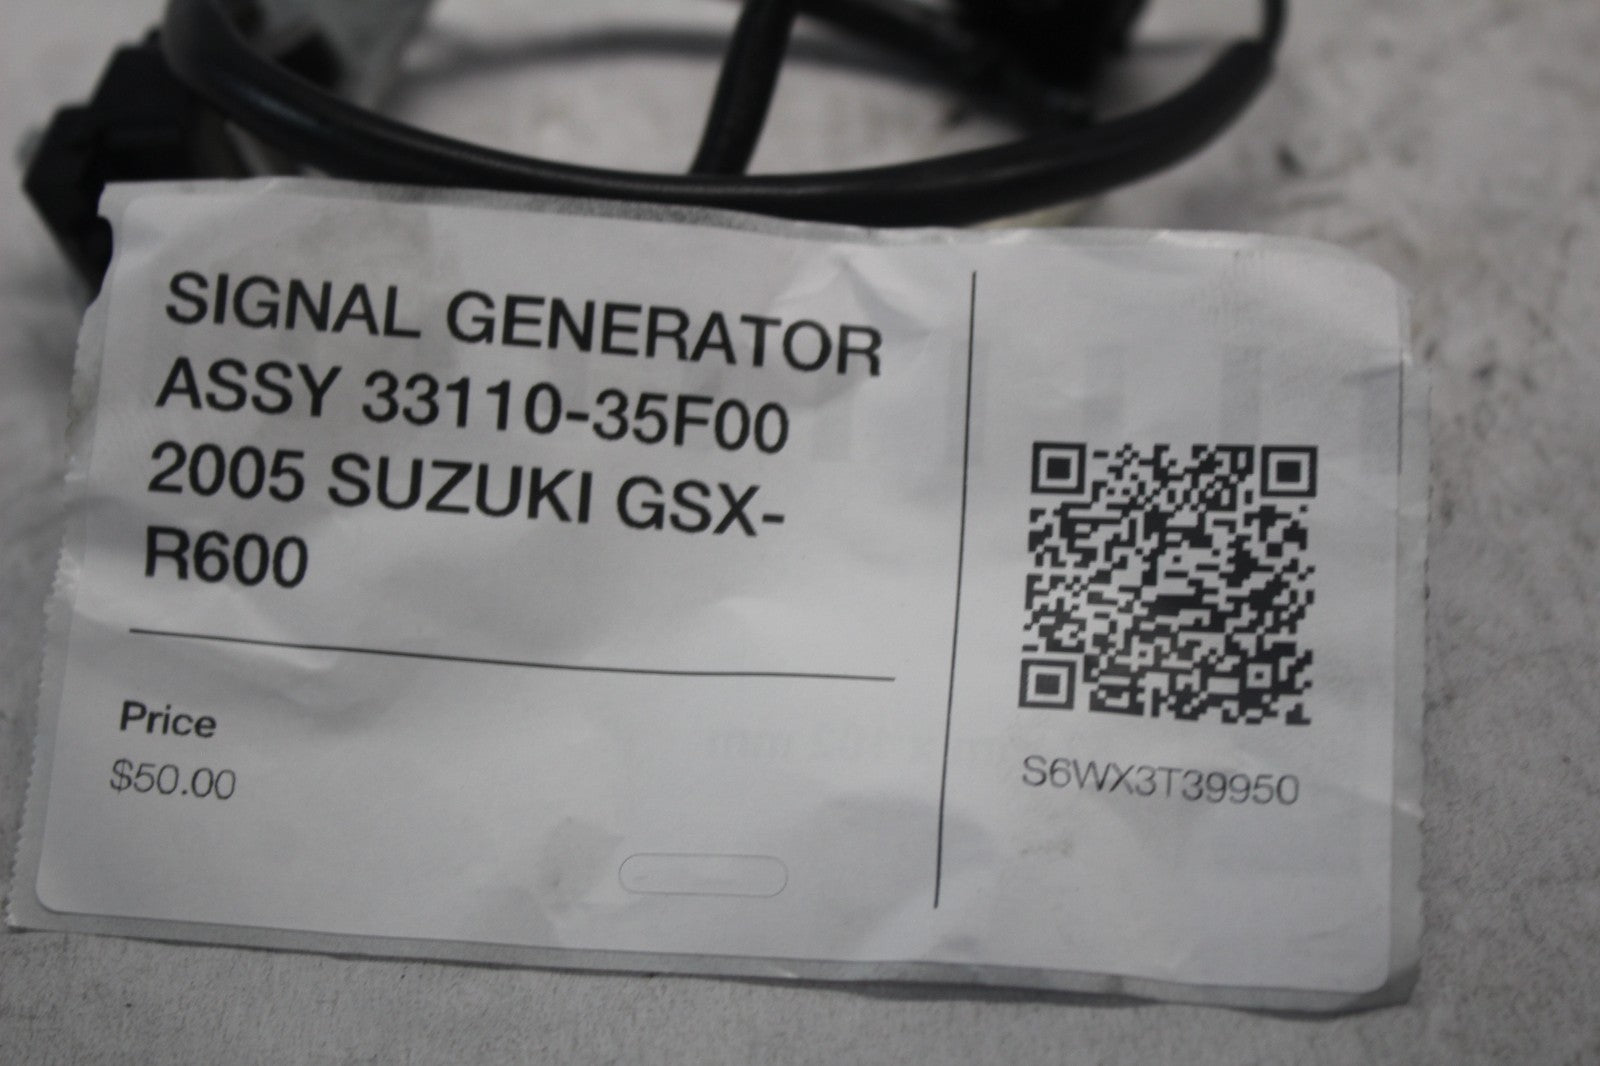 SIGNAL GENERATOR
ASSY 33110-35F00
2005 SUZUKI GSX-
R600
Price
$50.00
S6WX3T39950